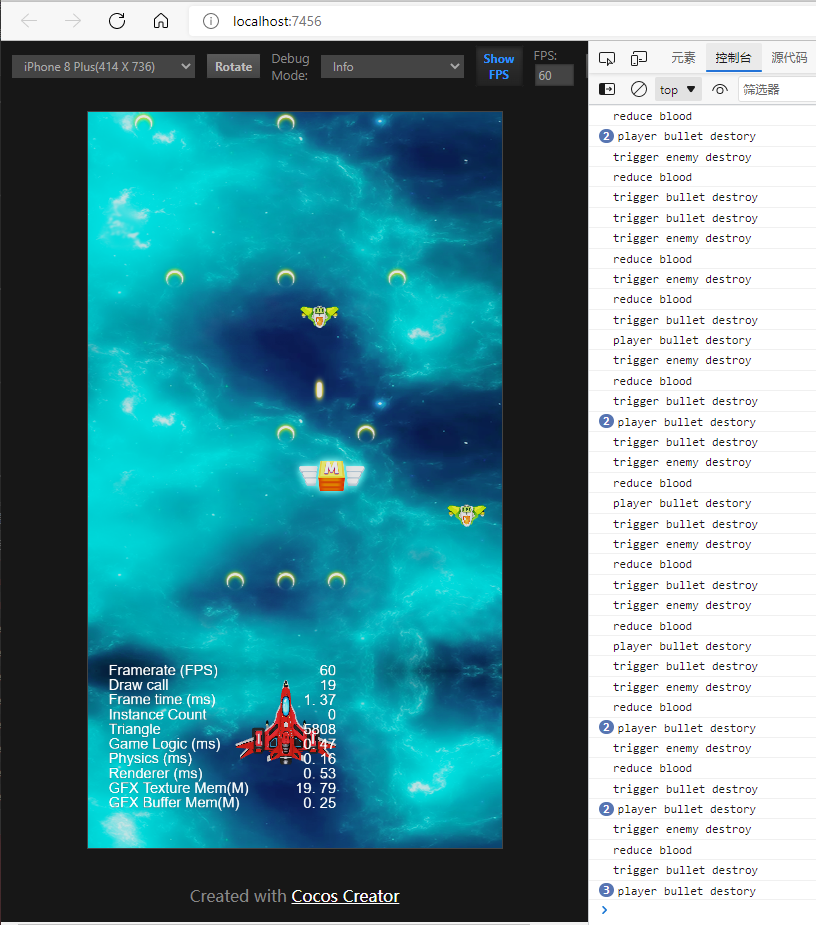 localhost:7456
iPhone 8 Plus(414 X 736)
Rotate
Debug Mode:
Info
Show FPS
FPS:
60
M
Framerate (FPS) 60
Draw call 19
Frame time (ms) 1.37
Instance Count 0
Triangle 5808
Game Logic (ms) 0.47
Physics (ms) 0.16
Renderer (ms) 0.53
GFX Texture Mem(M) 19.79
GFX Buffer Mem(M) 0.25
Created with Cocos Creator
元素 控制台 源代码
top 筛选器
reduce blood
2 player bullet destory
trigger enemy destroy
reduce blood
trigger bullet destroy
trigger bullet destroy
trigger enemy destroy
reduce blood
trigger enemy destroy
reduce blood
trigger bullet destroy
player bullet destory
trigger enemy destroy
reduce blood
trigger bullet destroy
2 player bullet destory
trigger bullet destroy
trigger enemy destroy
reduce blood
player bullet destory
trigger bullet destroy
trigger enemy destroy
reduce blood
trigger bullet destroy
trigger enemy destroy
reduce blood
player bullet destory
trigger bullet destroy
trigger enemy destroy
reduce blood
2 player bullet destory
trigger enemy destroy
reduce blood
trigger bullet destroy
2 player bullet destory
trigger enemy destroy
reduce blood
trigger bullet destroy
3 player bullet destory